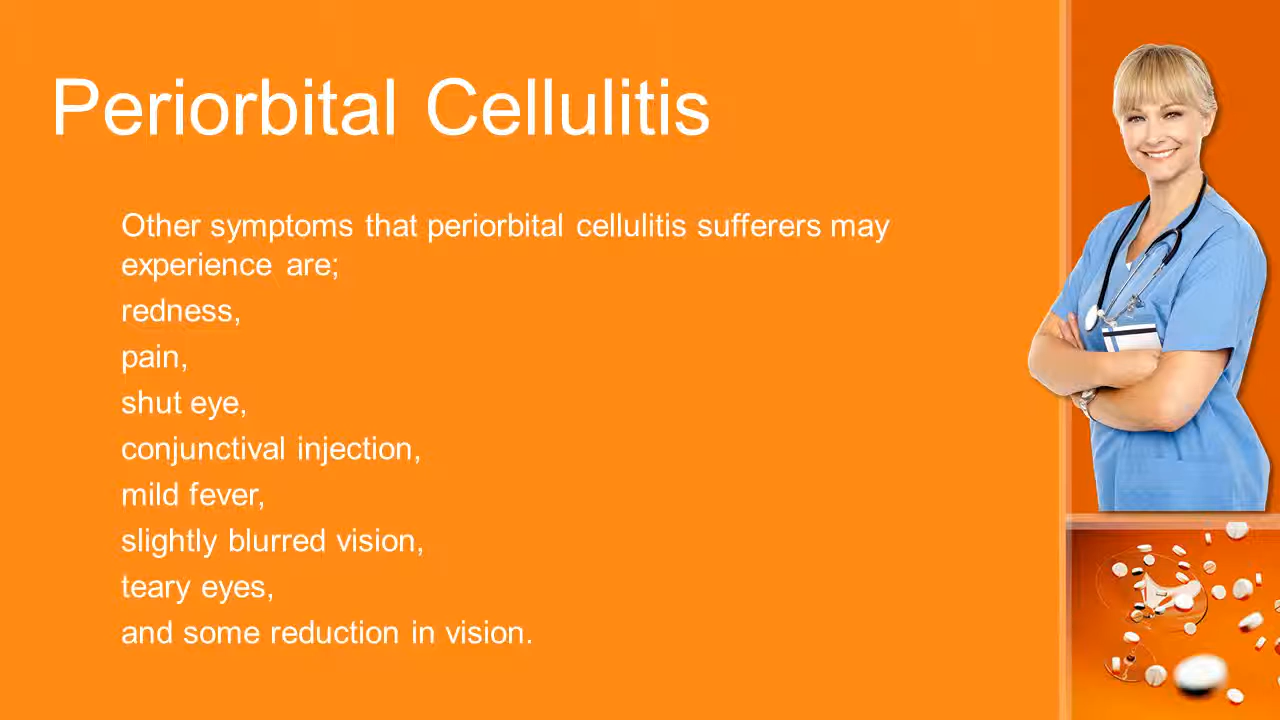 Periorbital Cellulitis
Other symptoms that periorbital cellulitis sufferers may
experience are;
redness,
pain,
shut eye,
conjunctival injection,
mild fever,
slightly blurred vision,
teary eyes,
and some reduction in vision.